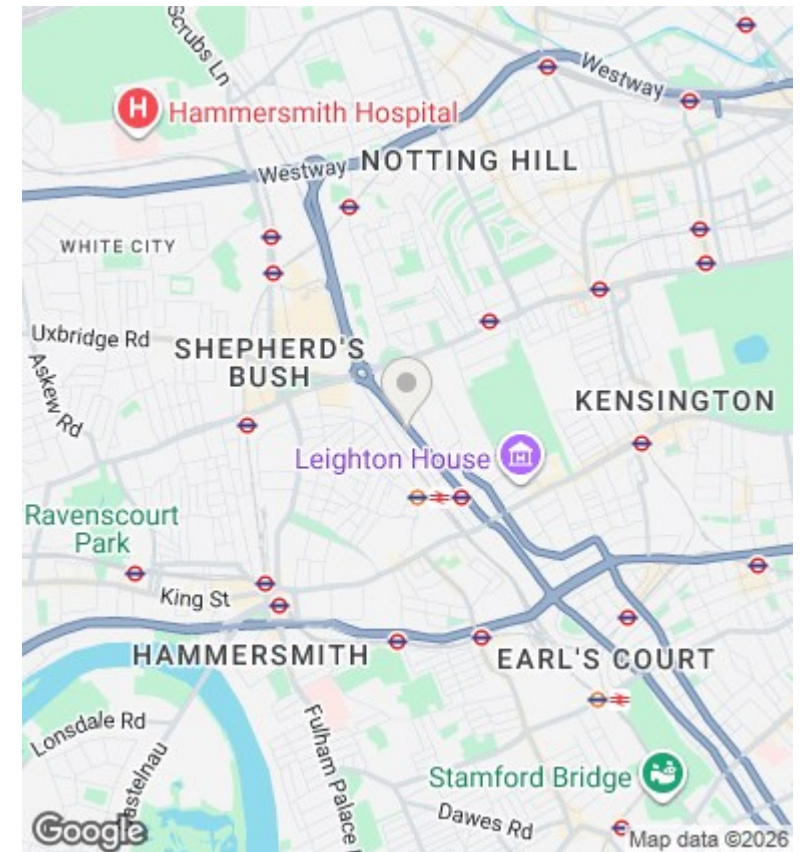 Scrubs Ln
Westway
Hammersmith Hospital
NOTTING HILL
Westway
WHITE CITY
Uxbridge Rd
SHEPHERD'S
BUSH
Askew Rd
KENSINGTON
Leighton House
Ravenscourt
Park
King St
HAMMERSMITH
EARL'S COURT
Lonsdale Rd
Fulham Palace
Stamford Bridge
Dawes Rd
Google
Map data ©2026